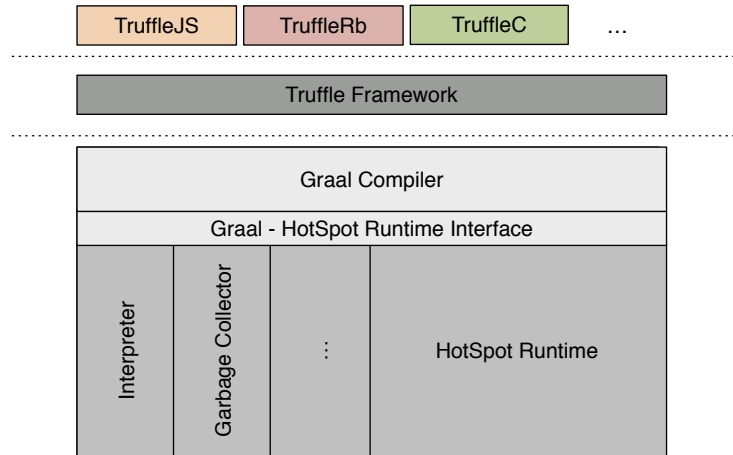 TruffleJS TruffleRb TruffleC ...
Truffle Framework
Graal Compiler
Graal - HotSpot Runtime Interface
Interpreter
Garbage Collector
...
HotSpot Runtime